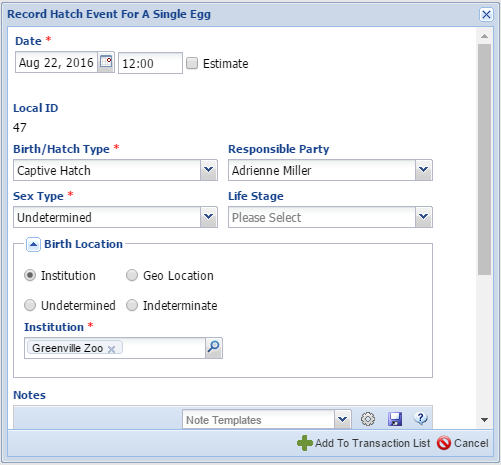 Record Hatch Event For A Single Egg
Date *
Aug 22, 2016 12:00 Estimate
Local ID
47
Birth/Hatch Type * Responsible Party
Captive Hatch Adrienne Miller
Sex Type * Life Stage
Undetermined Please Select
Birth Location
Institution Geo Location
Undetermined Indeterminate
Institution *
Greenville Zoo x
Notes
Note Templates
Add To Transaction List Cancel